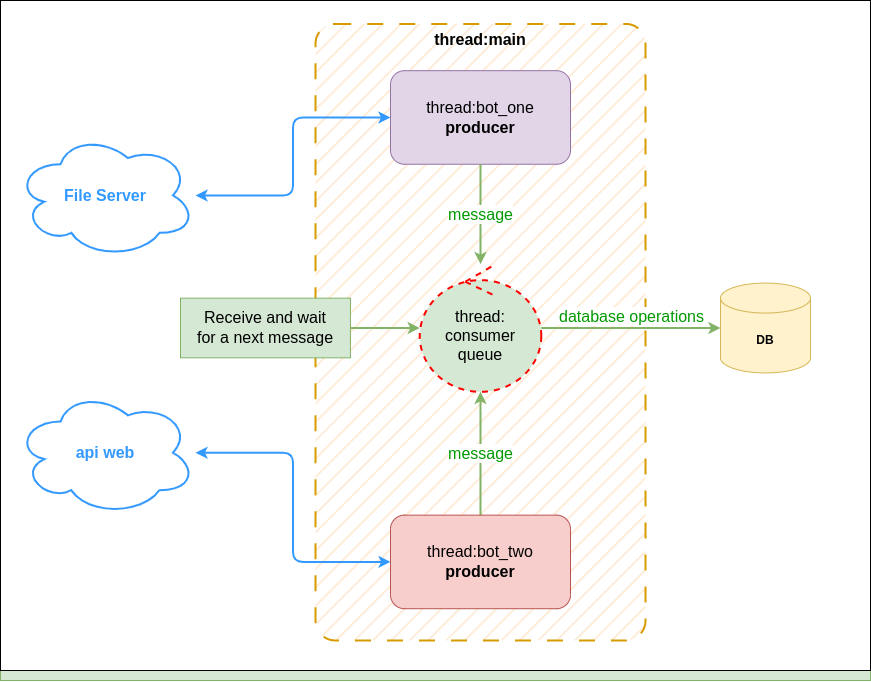 thread:main
thread:bot_one
producer
File Server
message
Receive and wait
for a next message
thread:
consumer
queue
database operations
DB
api web
message
thread:bot_two
producer